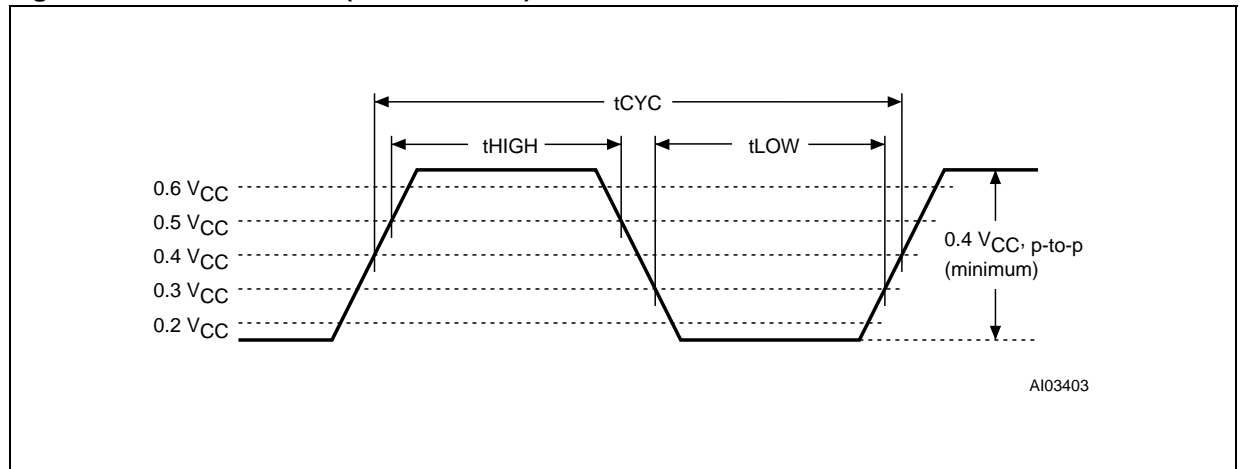 tCYC
tHIGH
tLOW
0.6 VCC
0.5 VCC
0.4 VCC
0.3 VCC
0.2 VCC
0.4 VCC, p-to-p
(minimum)
AI03403